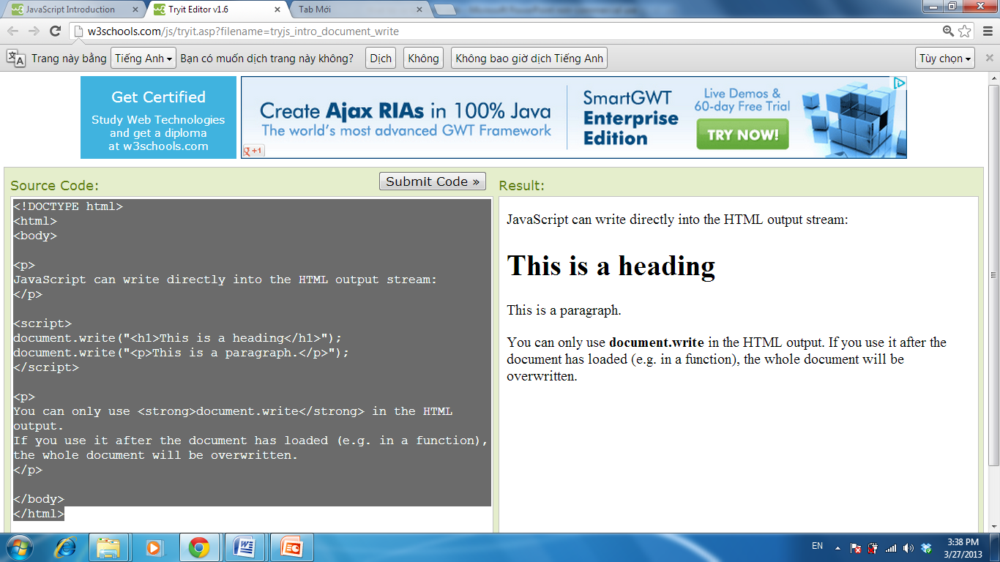 JavaScript Introduction
Tryit Editor v1.6
Tab Mới
w3schools.com/js/tryit.asp?filename=tryjs_intro_document_write
Trang này bằng Tiếng Anh Bạn có muốn dịch trang này không? Dịch Không Không bao giờ dịch Tiếng Anh Tùy chọn
Get Certified
Study Web Technologies
and get a diploma
at w3schools.com
Create Ajax RIAs in 100% Java
The world's most advanced GWT Framework
+1
SmartGWT
Enterprise
Edition
Live Demos &
60-day Free Trial
TRY NOW!
Source Code:
Submit Code »
<!DOCTYPE html>
<html>
<body>
<p>
JavaScript can write directly into the HTML output stream:
</p>
<script>
document.write("<h1>This is a heading</h1>");
document.write("<p>This is a paragraph.</p>");
</script>
<p>
You can only use <strong>document.write</strong> in the HTML
output.
If you use it after the document has loaded (e.g. in a function),
the whole document will be overwritten.
</p>
</body>
</html>
Result:
JavaScript can write directly into the HTML output stream:
This is a heading
This is a paragraph.
You can only use document.write in the HTML output. If you use it after the
document has loaded (e.g. in a function), the whole document will be
overwritten.
EN
3:38 PM
3/27/2013